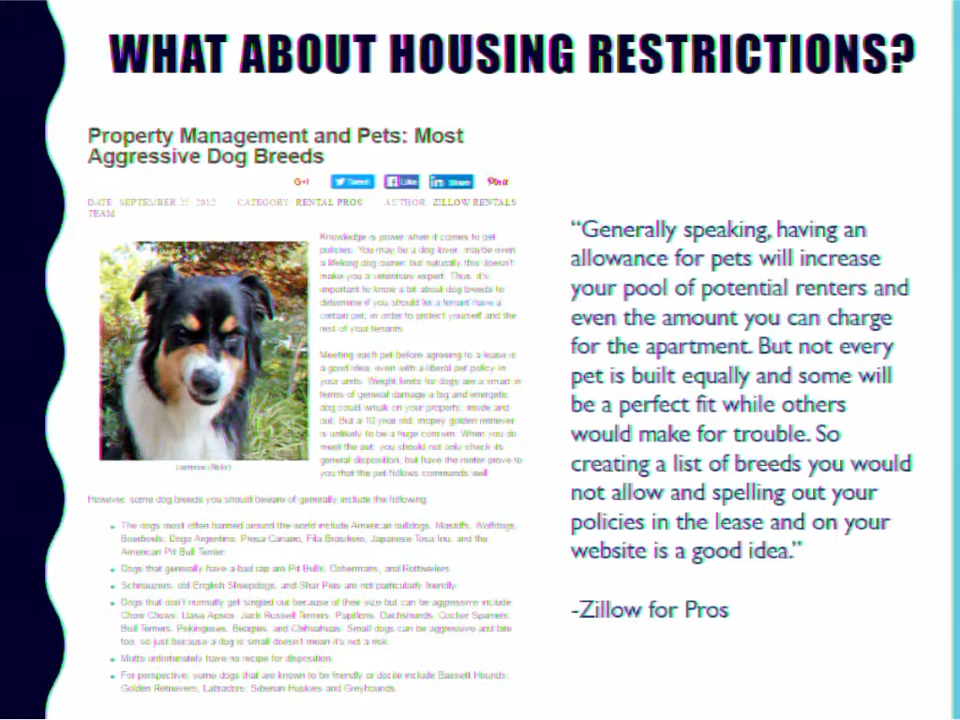 WHAT ABOUT HOUSING RESTRICTIONS?
Property Management and Pets: Most
Aggressive Dog Breeds
G+1 Tweet Like Share Pin it
DATE: SEPTEMBER 25, 2012 CATEGORY: RENTAL PROS AUTHOR: ZILLOW RENTALS
TEAM
Knowledge is power when it comes to pet
policies. You may be a dog lover, maybe even
a lifelong dog owner, but naturally this doesn't
make you a veterinary expert. Thus, it's
important to know a bit about dog breeds to
determine if you should let a tenant have a
certain pet, in order to protect yourself and the
rest of your tenants.
Meeting each pet before agreeing to a lease is
a good idea, even with a liberal pet policy in
your units. Weight limits for dogs are a smart in
terms of general damage a big and energetic
dog could wreak on your property, inside and
out. But a 10 year old, mopey golden retriever
is unlikely to be a huge concern. When you do
meet the pet, you should not only check its
general disposition, but have the renter prove to
you that the pet follows commands well.
(flickr)
However, some dog breeds you should beware of generally include the following:
The dogs most often banned around the world include American bulldogs, Mastiffs, Wolfdogs,
Boerboels, Dogo Argentino, Presa Canario, Fila Brasileiro, Japanese Tosa Inu, and the
American Pit Bull Terrier.
Dogs that generally have a bad rap are Pit Bulls, Dobermans, and Rottweilers.
Schnauzers, old English Sheepdogs, and Shar Peis are not particularly friendly.
Dogs that don't normally get singled out because of their size but can be aggressive include
Chow Chows, Lhasa Apsos, Jack Russell Terriers, Papillons, Dachshunds, Cocker Spaniels,
Bull Terriers, Pekingeses, Beagles, and Chihuahuas. Small dogs can be aggressive and bite
too, so just because a dog is small doesn't mean it's not a risk.
Mutts unfortunately have no recipe for disposition.
For perspective, some dogs that are known to be friendly or docile include Bassett Hounds,
Golden Retrievers, Labradors, Siberian Huskies and Greyhounds.
“Generally speaking, having an
allowance for pets will increase
your pool of potential renters and
even the amount you can charge
for the apartment. But not every
pet is built equally and some will
be a perfect fit while others
would make for trouble. So
creating a list of breeds you would
not allow and spelling out your
policies in the lease and on your
website is a good idea.”
-Zillow for Pros